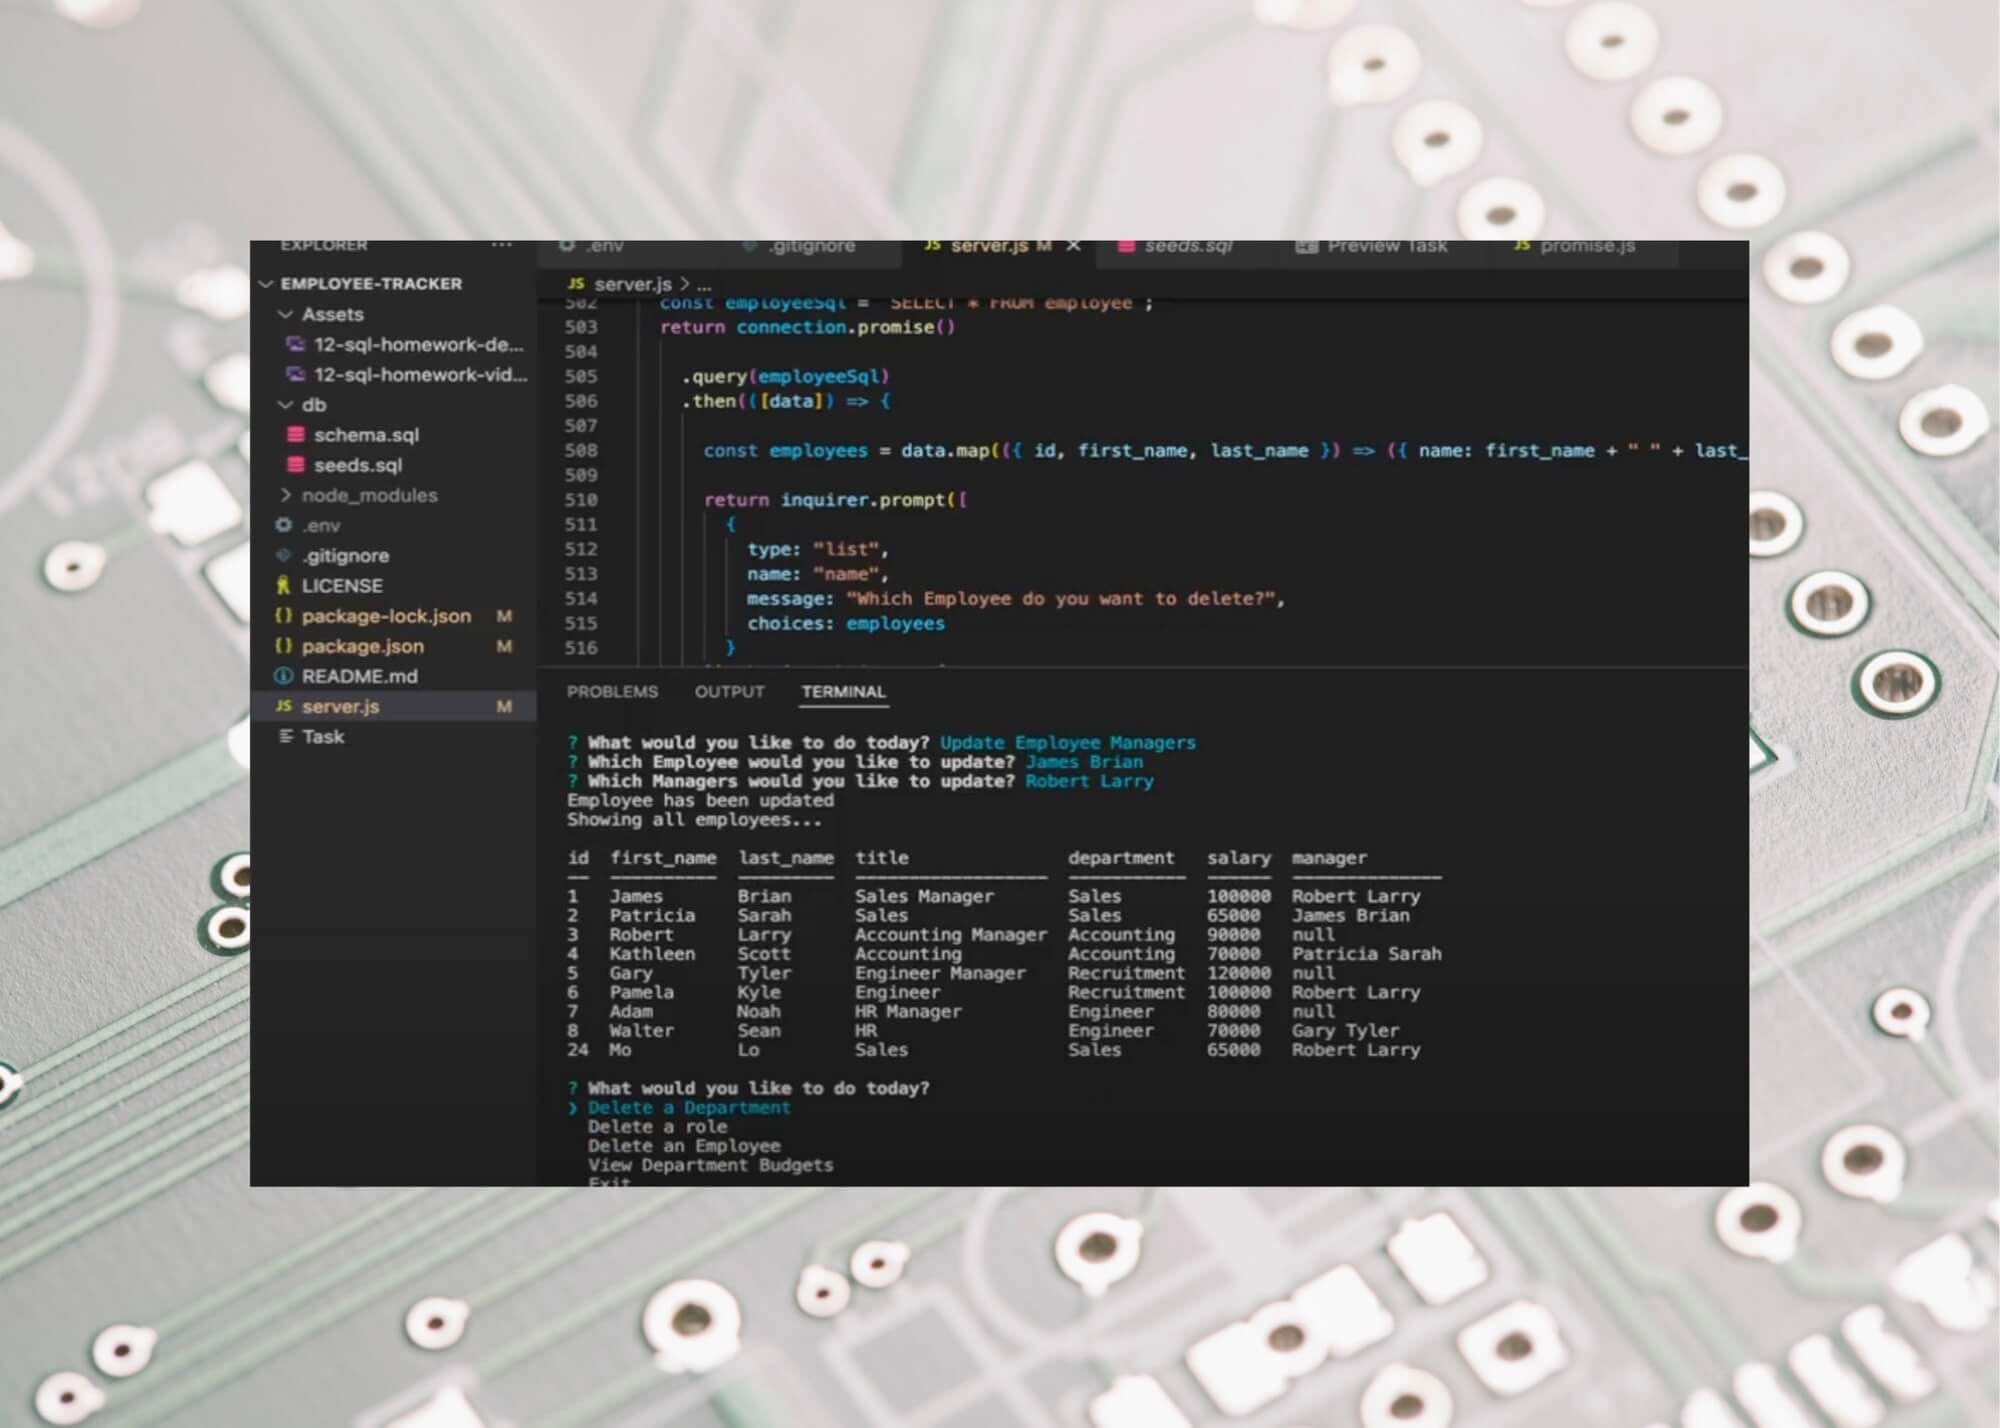 EXPLORER ...
.env
.gitignore
JS server.js M ×
seeds.sql
Preview Task
JS promise.js
EMPLOYEE-TRACKER
Assets
12-sql-homework-de...
12-sql-homework-vid...
db
schema.sql
seeds.sql
node_modules
.env
.gitignore
LICENSE
{} package-lock.json M
{} package.json M
README.md
JS server.js M
Task
JS server.js > ...
502 const employeeSql = `SELECT * FROM employee`;
503 return connection.promise()
504
505 .query(employeeSql)
506 .then(([data]) => {
507
508 const employees = data.map(({ id, first_name, last_name }) => ({ name: first_name + " " + last_
509
510 return inquirer.prompt([
511 {
512 type: "list",
513 name: "name",
514 message: "Which Employee do you want to delete?",
515 choices: employees
516 }
PROBLEMS OUTPUT TERMINAL
? What would you like to do today? Update Employee Managers
? Which Employee would you like to update? James Brian
? Which Managers would you like to update? Robert Larry
Employee has been updated
Showing all employees...
id first_name last_name title department salary manager
1 James Brian Sales Manager Sales 100000 Robert Larry
2 Patricia Sarah Sales Sales 65000 James Brian
3 Robert Larry Accounting Manager Accounting 90000 null
4 Kathleen Scott Accounting Accounting 70000 Patricia Sarah
5 Gary Tyler Engineer Manager Recruitment 120000 null
6 Pamela Kyle Engineer Recruitment 100000 Robert Larry
7 Adam Noah HR Manager Engineer 80000 null
8 Walter Sean HR Engineer 70000 Gary Tyler
24 Mo Lo Sales Sales 65000 Robert Larry
? What would you like to do today?
❯ Delete a Department
Delete a role
Delete an Employee
View Department Budgets
Exit